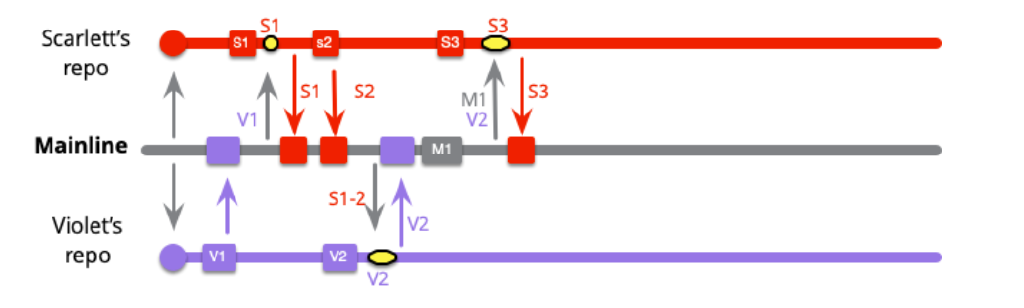 S1
S3
Scarlett's
repo
S1
s2
S3
S1
S2
S3
M1
V2
V1
Mainline
M1
S1-2
V2
Violet's
repo
V1
V2
V2